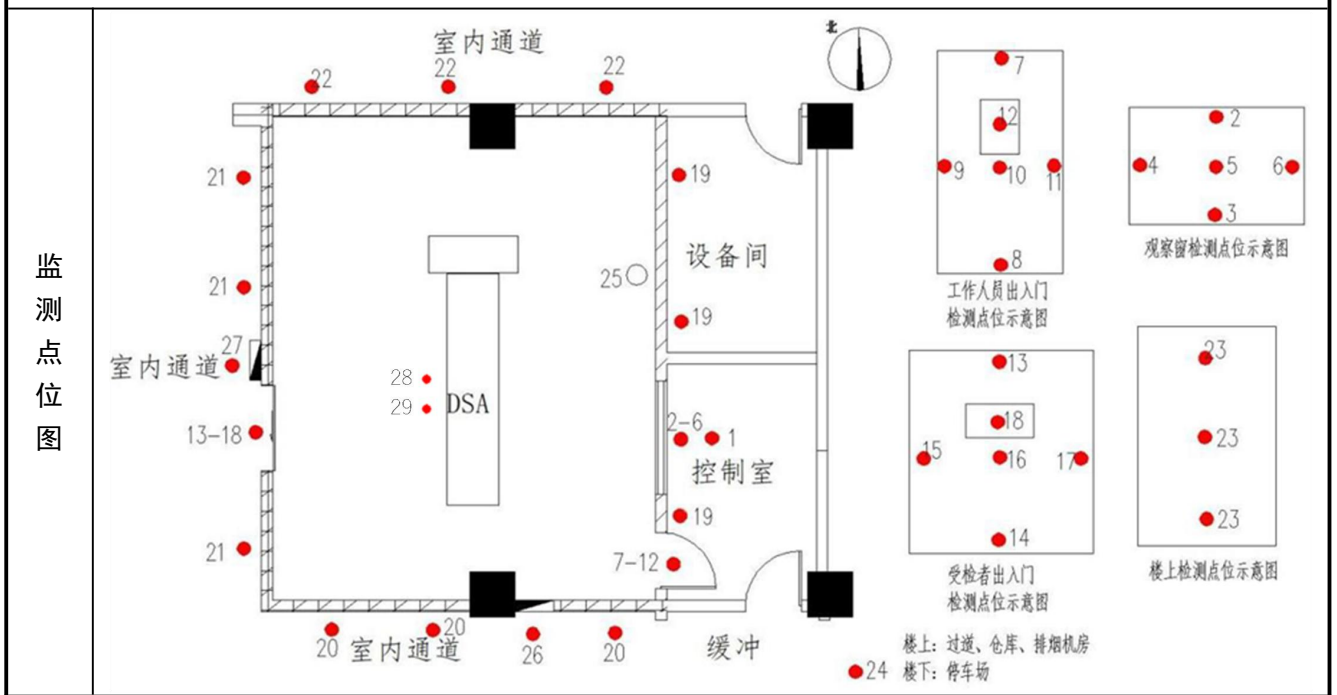 监
测
点
位
图
室内通道
北
22
22
22
7
12
9
10
11
8
工作人员出入门
检测点位示意图
2
4
5
6
3
观察窗检测点位示意图
21
19
设备间
25
21
19
27
室内通道
28
29
DSA
13-18
2-6
1
控制室
19
21
7-12
13
18
15
16
17
14
受检者出入门
检测点位示意图
23
23
23
楼上检测点位示意图
20
20
室内通道
26
20
缓冲
楼上：过道、仓库、排烟机房
24
楼下：停车场